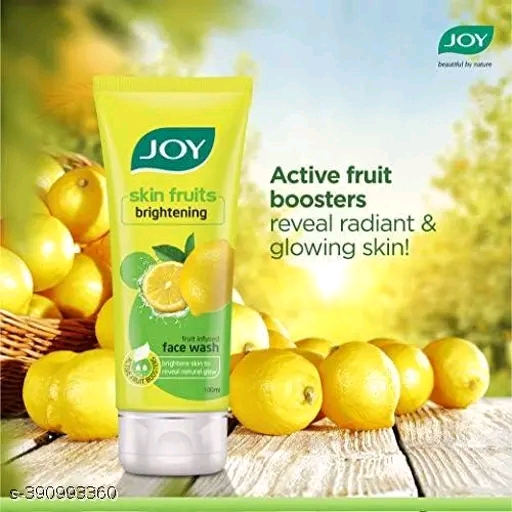 JOY
beautiful by nature
JOY
skin fruits
brightening
Active fruit
boosters
reveal radiant &
glowing skin!
fruit infused
face wash
brightens skin to
reveal natural glow
100ml
s-390993360